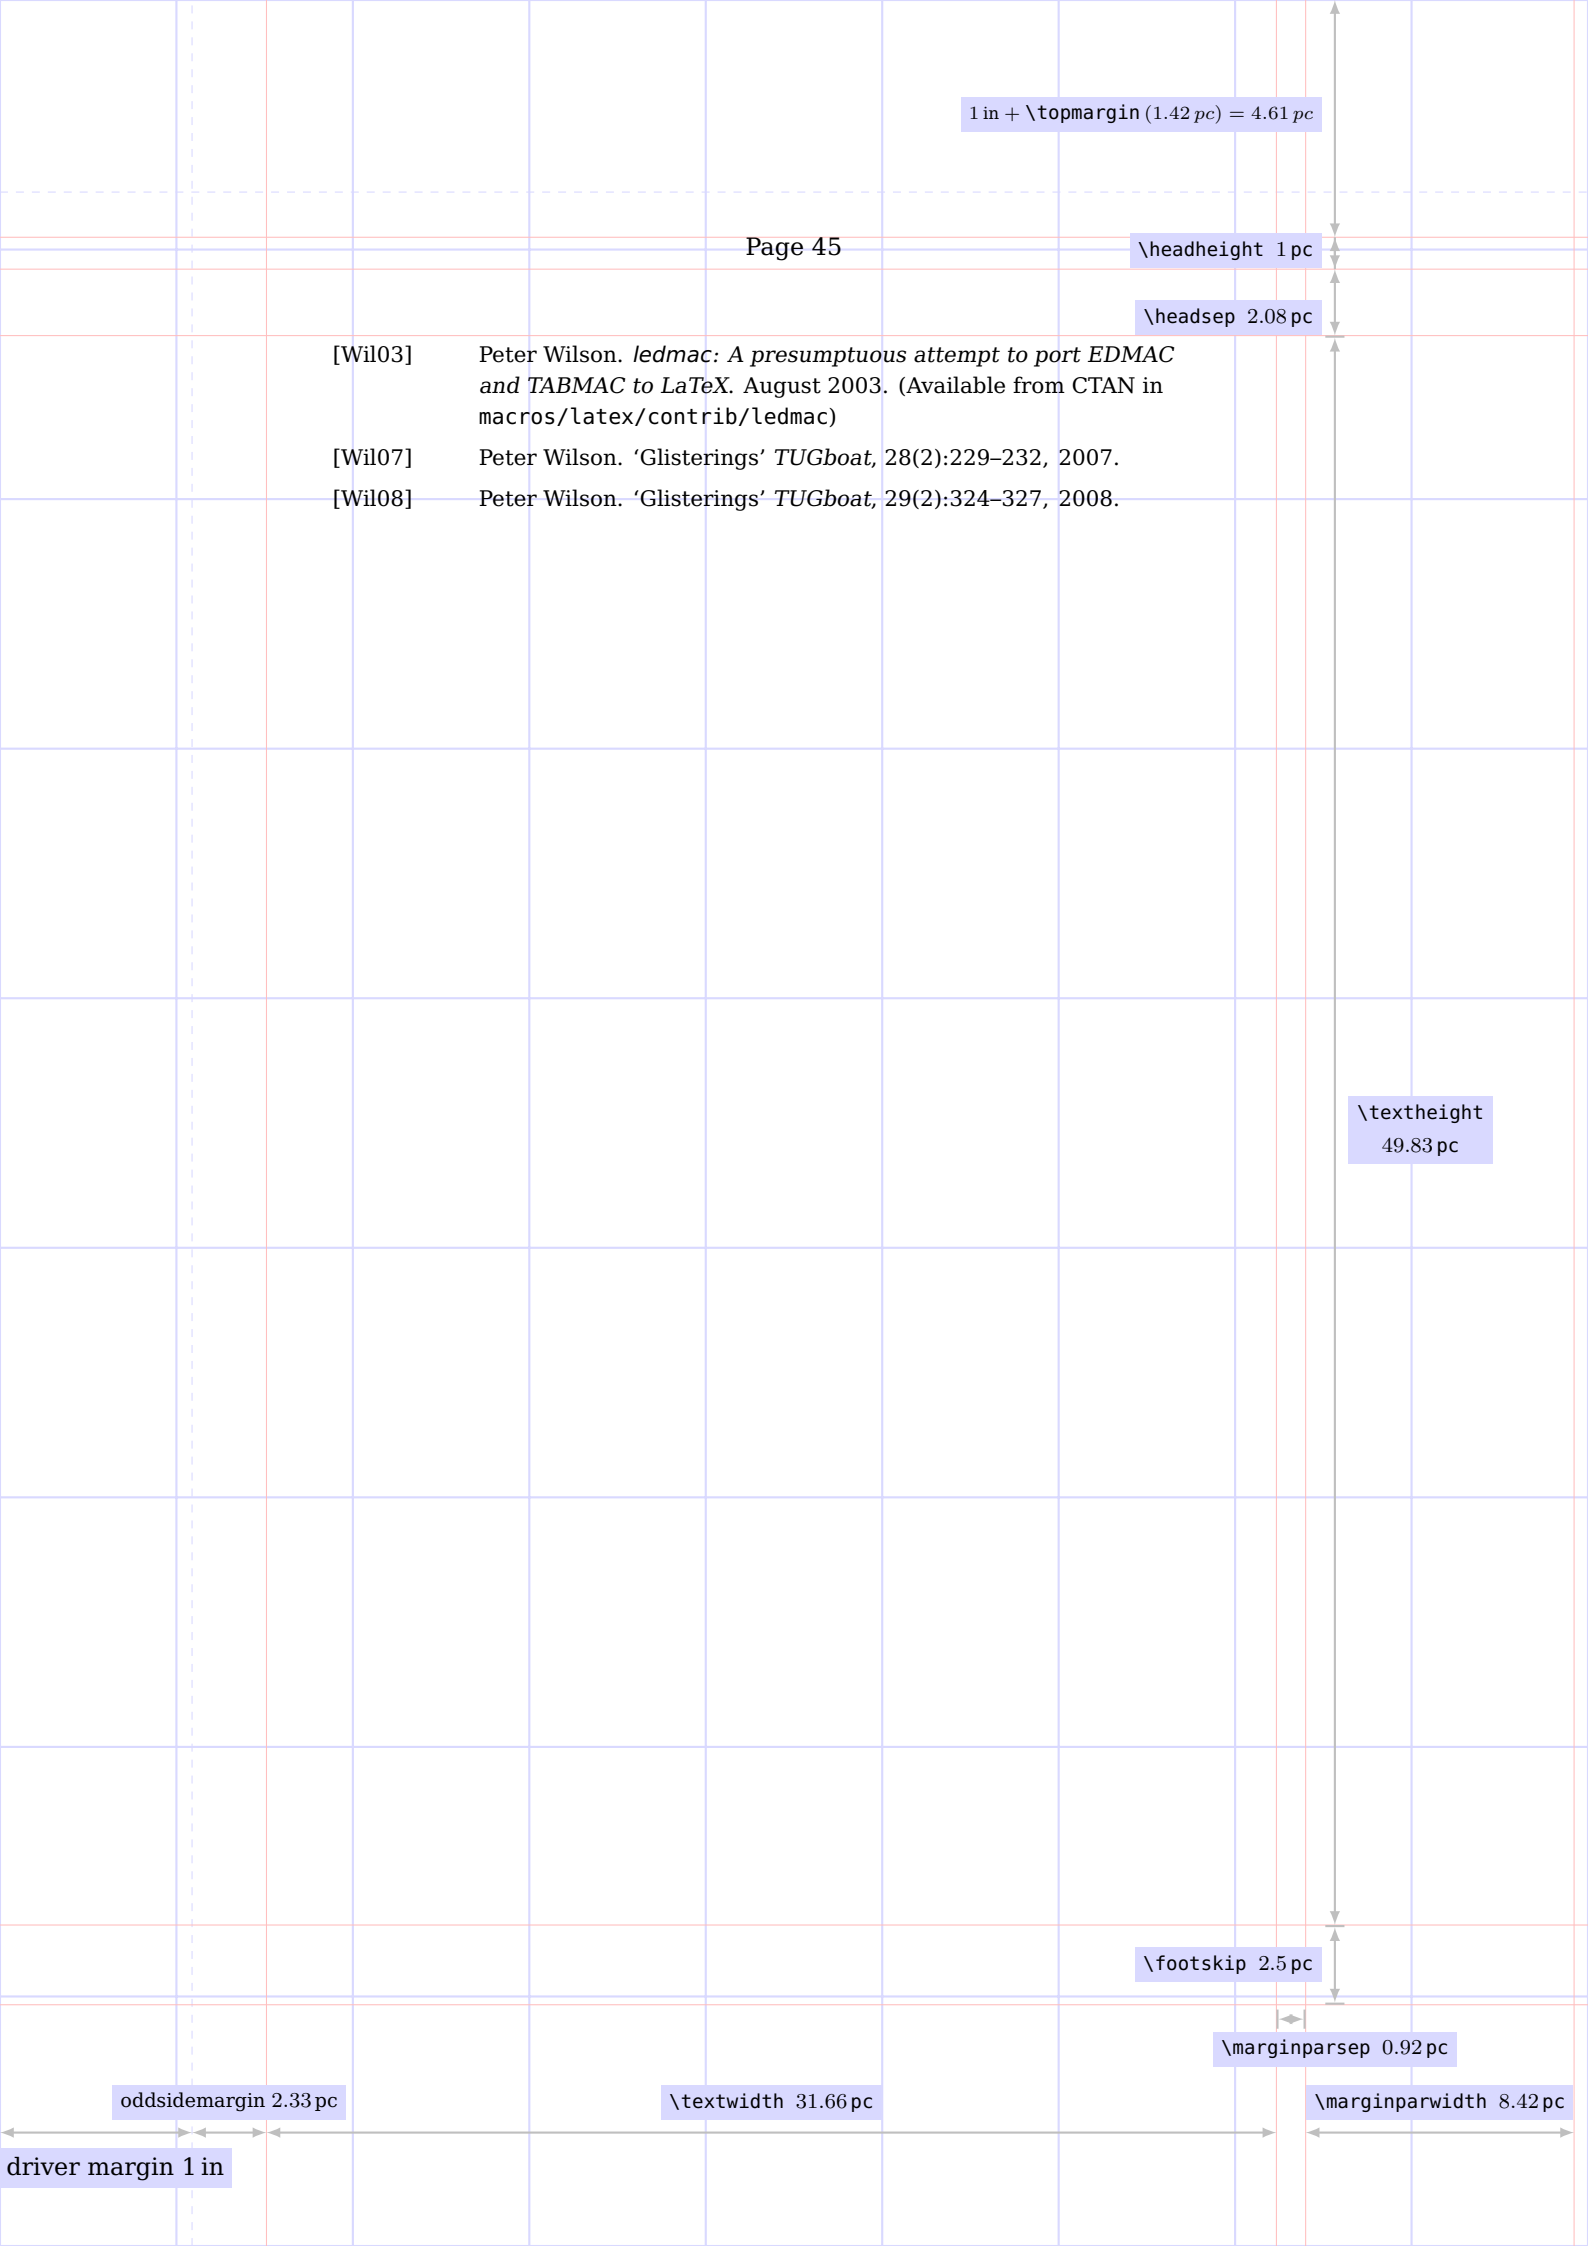 1 in + \topmargin (1.42 pc) = 4.61 pc
Page 45
\headheight 1 pc
\headsep 2.08 pc
[Wil03] Peter Wilson. ledmac: A presumptuous attempt to port EDMAC
and TABMAC to LaTeX. August 2003. (Available from CTAN in
macros/latex/contrib/ledmac)
[Wil07] Peter Wilson. ‘Glisterings’ TUGboat, 28(2):229–232, 2007.
[Wil08] Peter Wilson. ‘Glisterings’ TUGboat, 29(2):324–327, 2008.
\textheight
49.83 pc
\footskip 2.5 pc
\marginparsep 0.92 pc
oddsidemargin 2.33 pc
\textwidth 31.66 pc
\marginparwidth 8.42 pc
driver margin 1 in